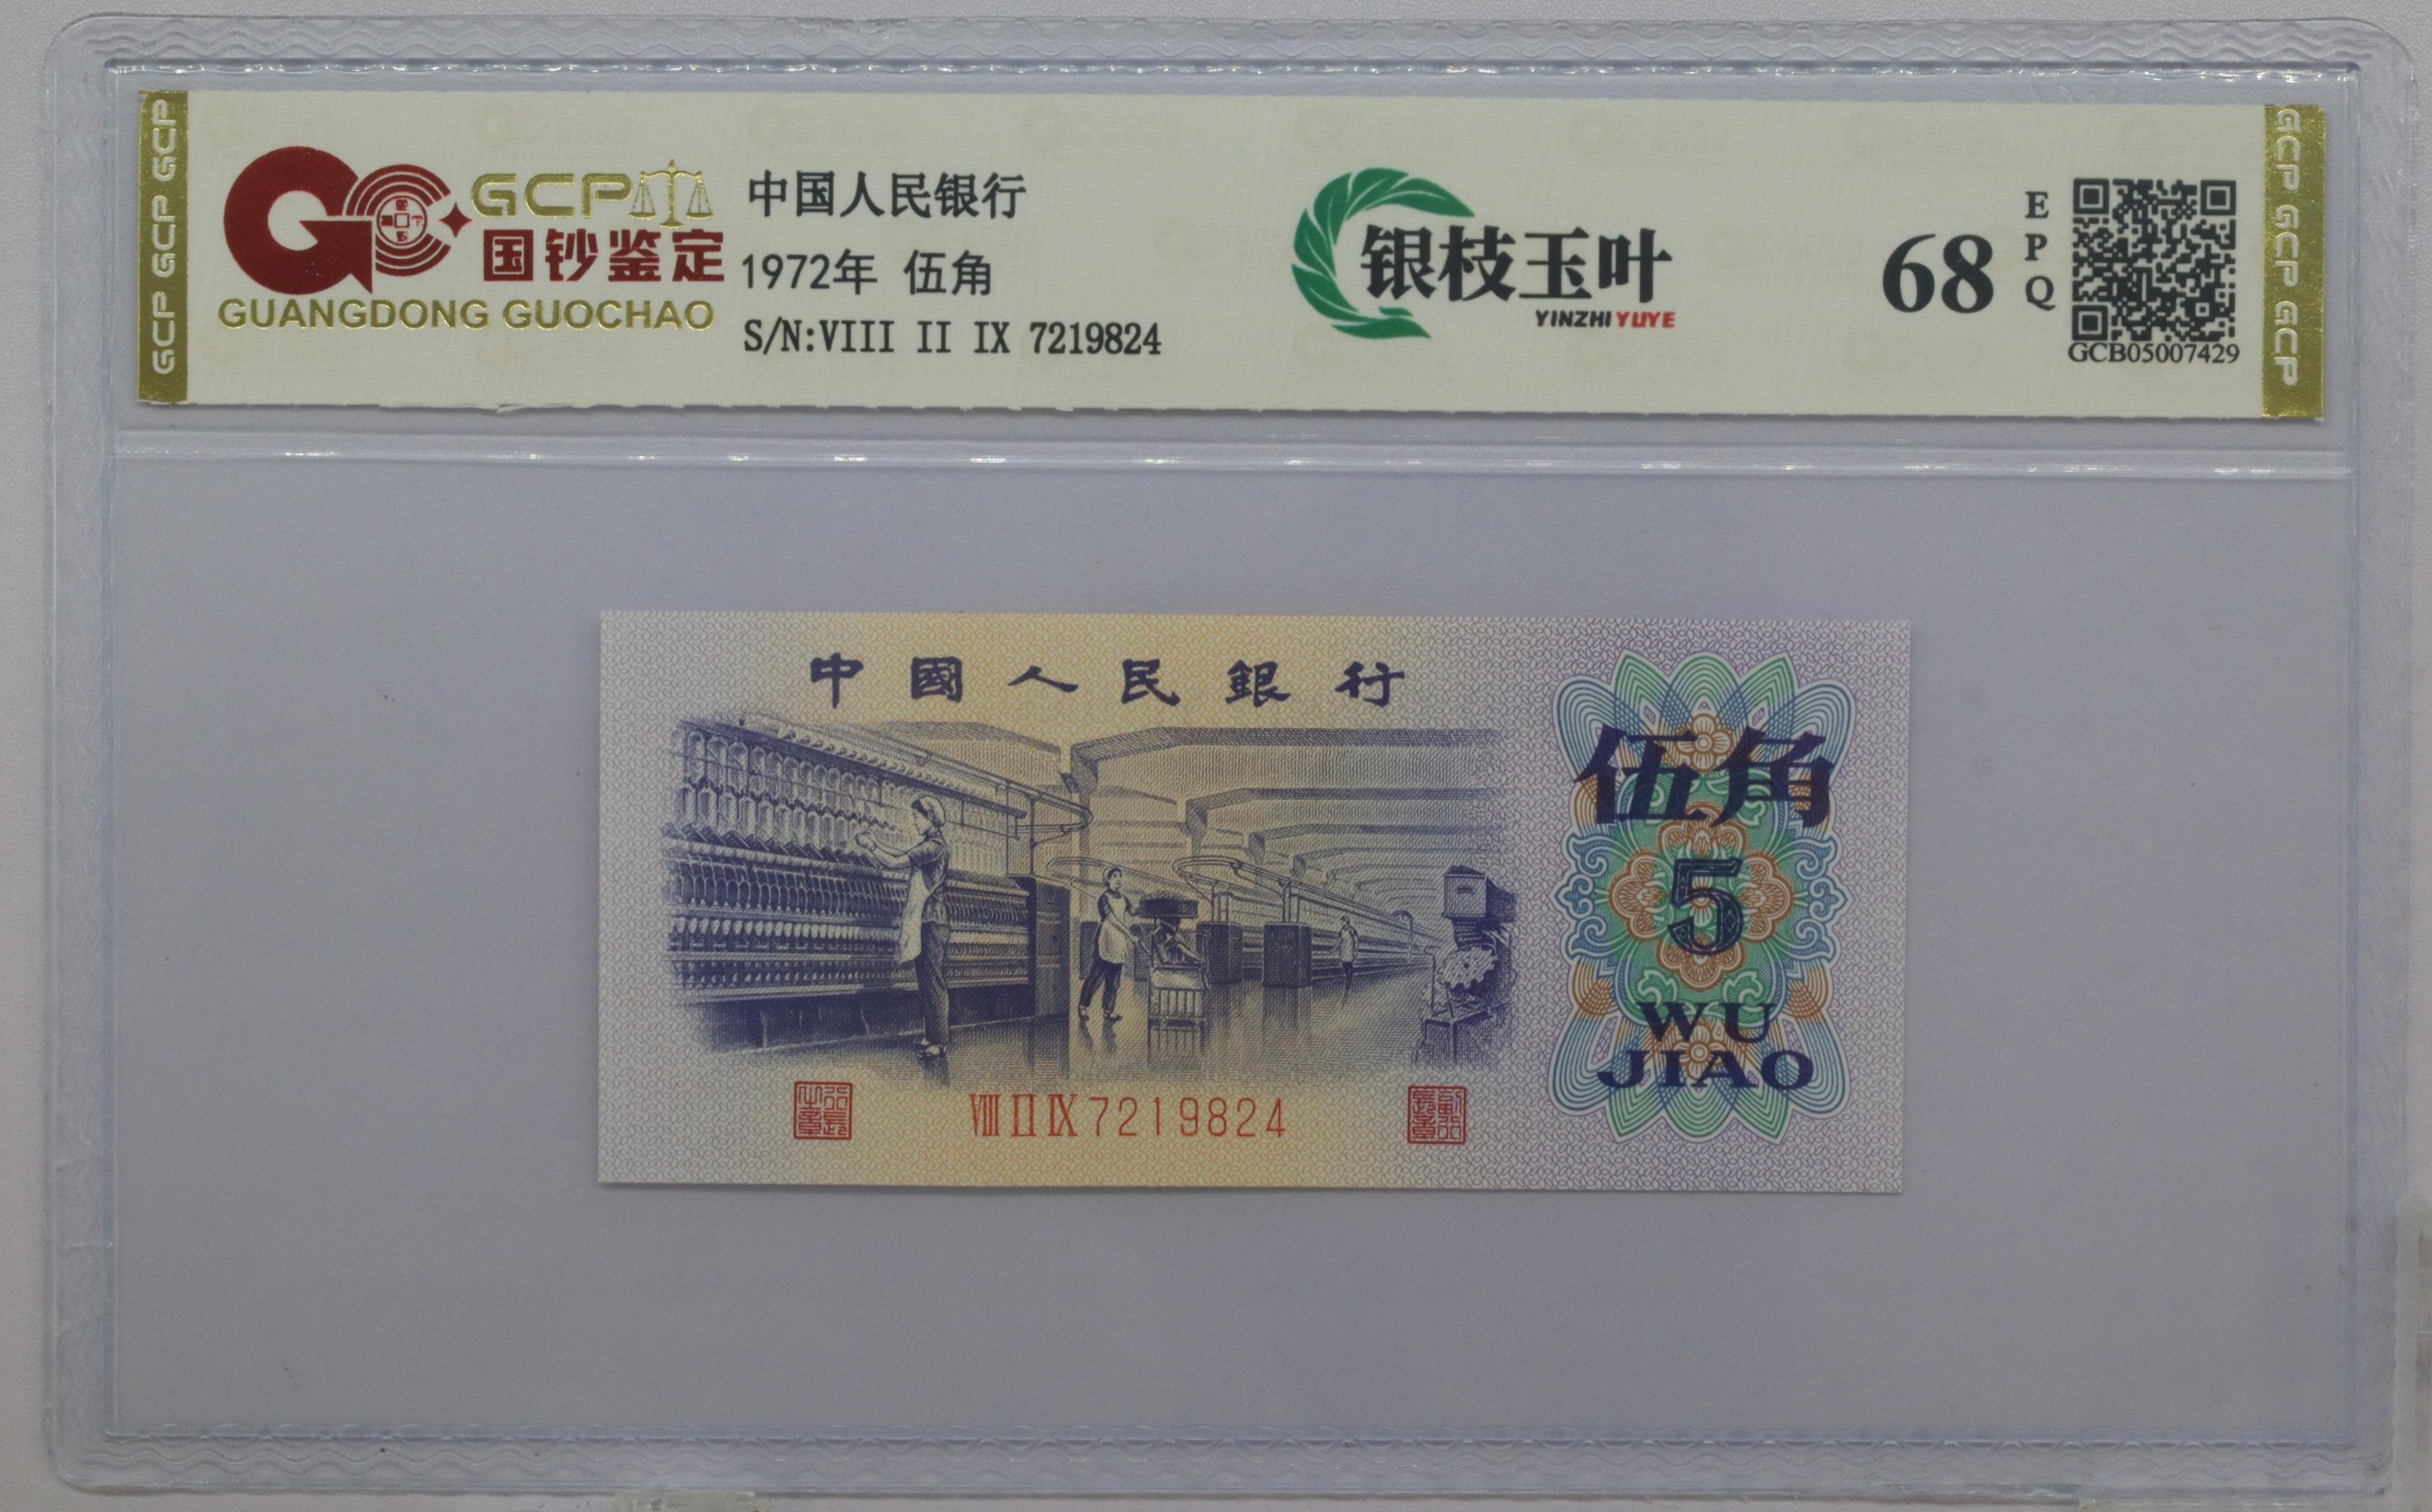 GCP GCP GCP
GCP
国钞鉴定
GUANGDONG GUOCHAO
中国人民银行
1972年 伍角
S/N:VIII II IX 7219824
银枝玉叶
YINZHI YUYE
68
EPQ
GCB05007429
GCP GCP GCP
中國人民銀行
伍角
5
WU
JIAO
VIII II IX 7219824